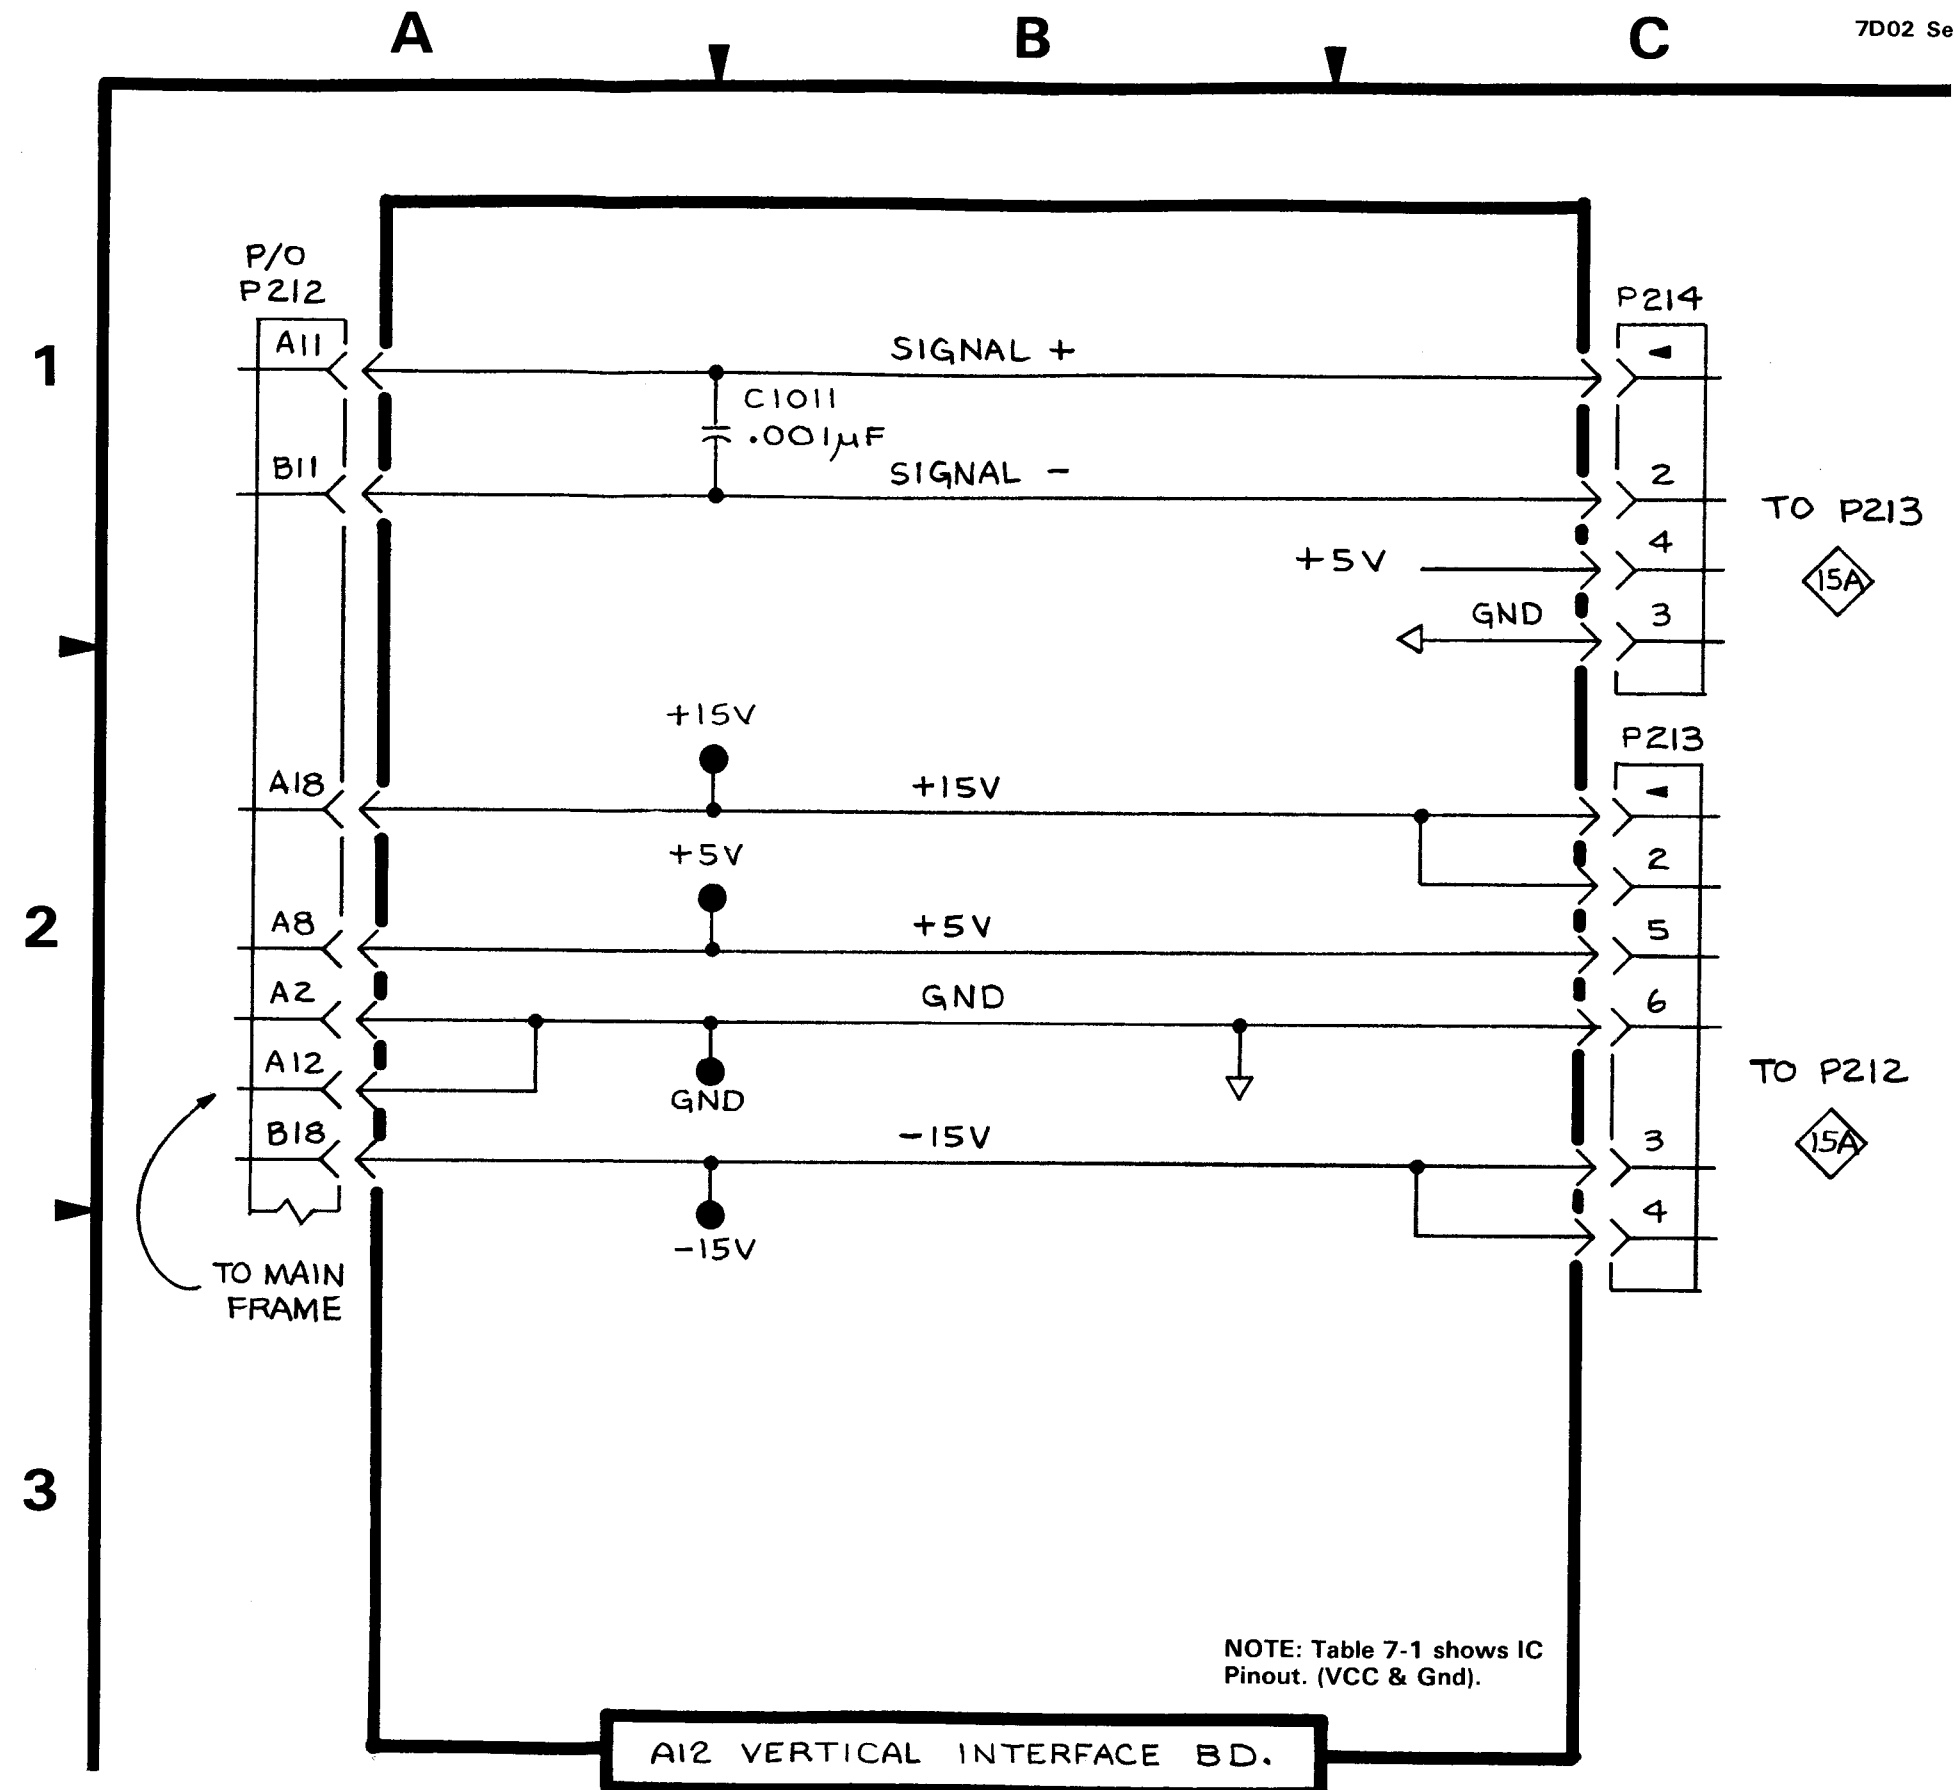 A
B
C
7D02 Se
P/O
P212
P214
1
A11
SIGNAL +
C1011
.001µF
B11
SIGNAL -
2
TO P213
+5V
4
15A
GND
3
+15V
P213
A18
+15V
+5V
2
2
A8
+5V
5
A2
GND
6
A12
GND
TO P212
B18
-15V
3
15A
4
-15V
TO MAIN
FRAME
3
NOTE: Table 7-1 shows IC
Pinout. (VCC & Gnd).
A12 VERTICAL INTERFACE BD.